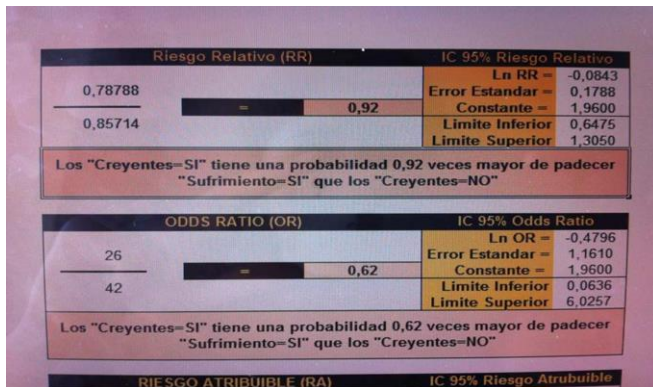 Riesgo Relativo (RR) IC 95% Riesgo Relativo
Ln RR = -0,0843
0,78788 Error Estandar = 0,1788
= 0,92 Constante = 1,9600
0,85714 Limite Inferior 0,6475
Limite Superior 1,3050
Los "Creyentes=SI" tiene una probabilidad 0,92 veces mayor de padecer
"Sufrimiento=SI" que los "Creyentes=NO"
ODDS RATIO (OR) IC 95% Odds Ratio
Ln OR = -0,4796
26 Error Estandar = 1,1610
= 0,62 Constante = 1,9600
42 Limite Inferior 0,0636
Limite Superior 6,0257
Los "Creyentes=SI" tiene una probabilidad 0,62 veces mayor de padecer
"Sufrimiento=SI" que los "Creyentes=NO"
RIESGO ATRIBUIBLE (RA) IC 95% Riesgo Atrubuible